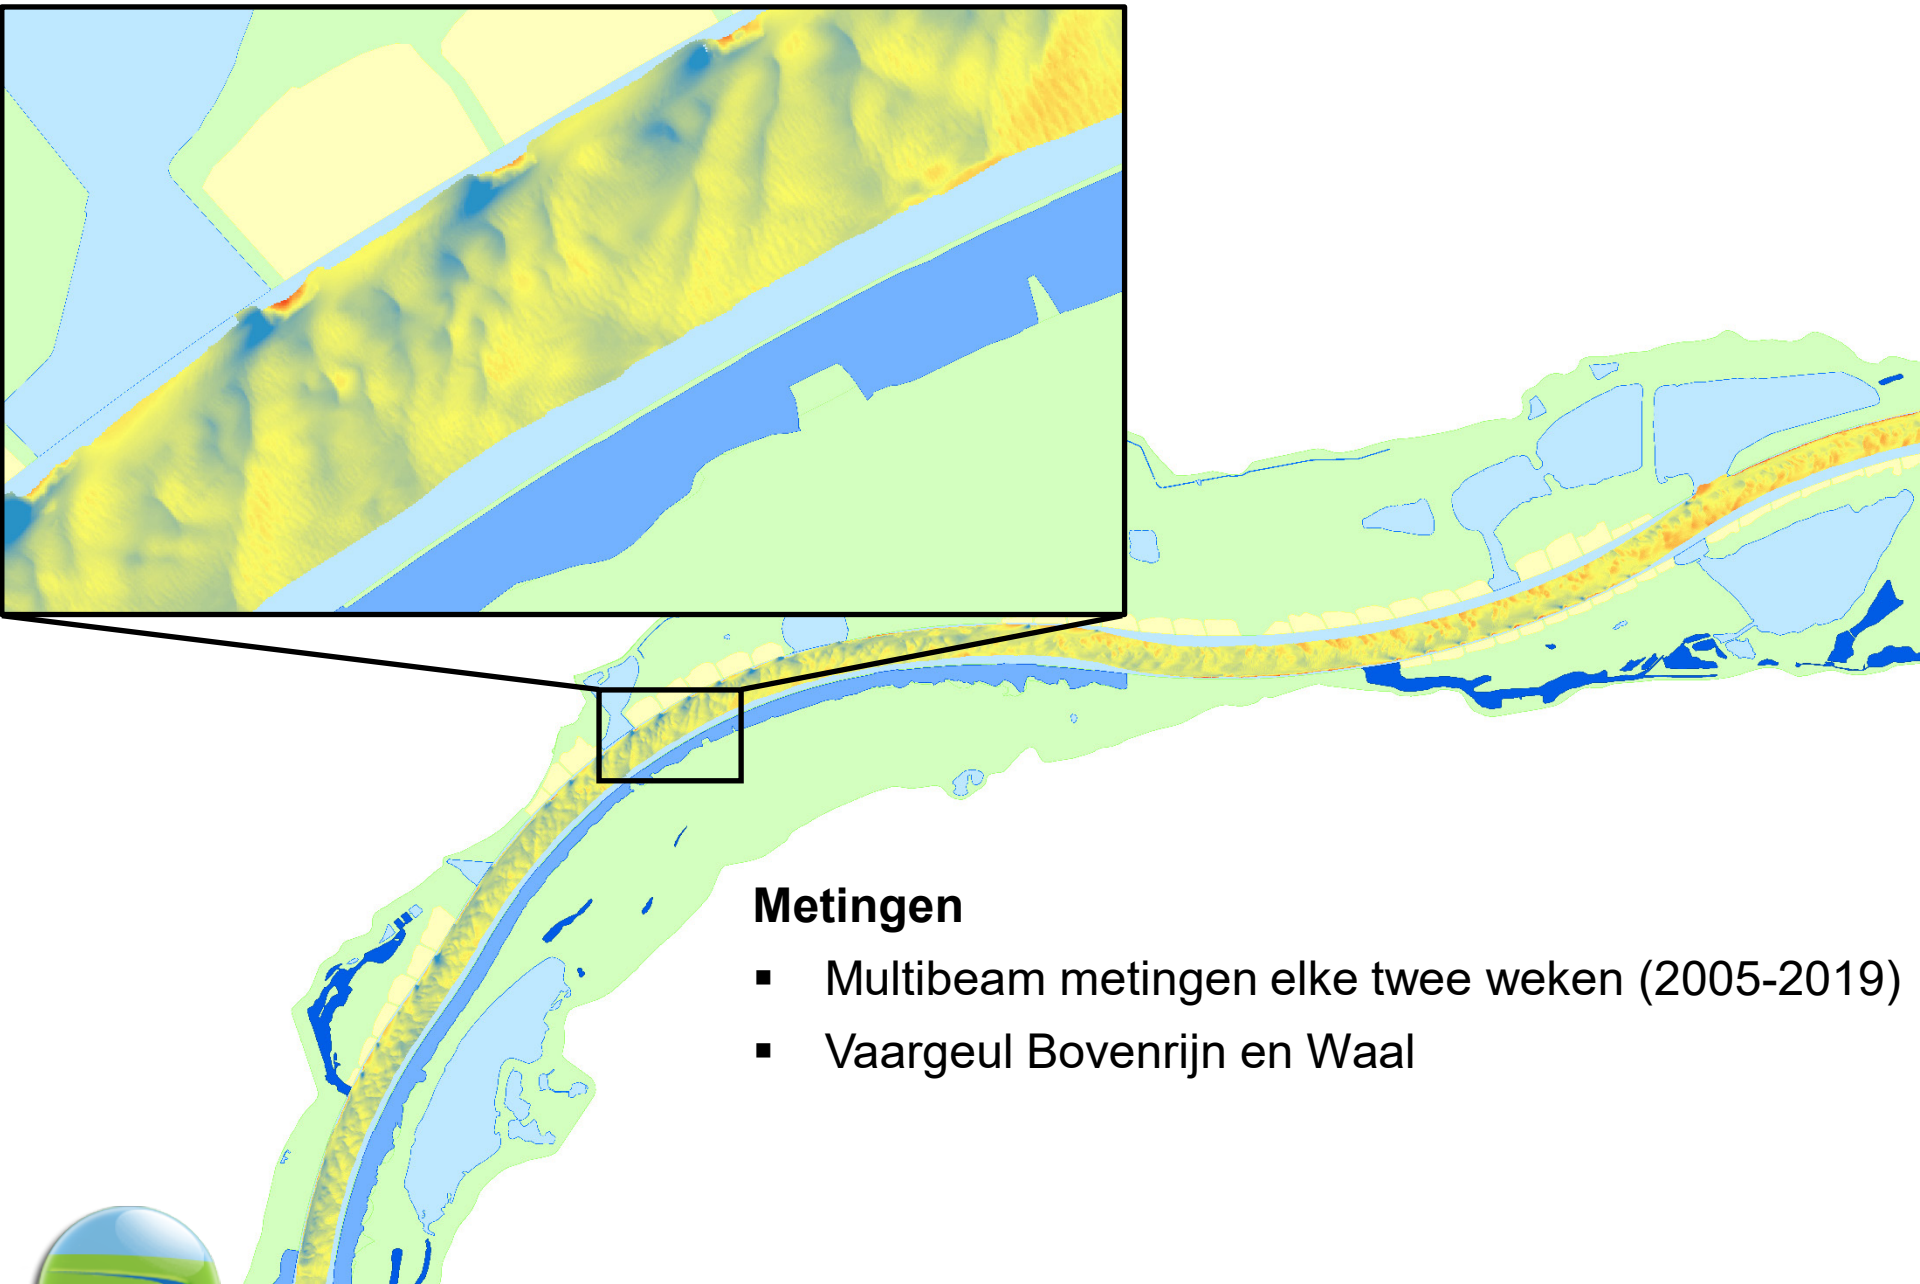 Metingen
▪ Multibeam metingen elke twee weken (2005-2019)
▪ Vaargeul Bovenrijn en Waal